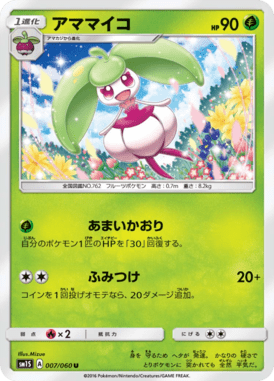 1進化
アママイコ
HP 90
アマカジから進化
全国図鑑NO.762 フルーツポケモン 高さ:0.7m 重さ:8.2kg
あまいかおり
自分のポケモン1匹のHPを「30」回復する。
ふみつけ 20+
コインを1回投げオモテなら、20ダメージ追加。
弱点 ×2 抵抗力 にげる
Illus.Misue
sm1S A 007/060 U
©2016 Pokémon/Nintendo/Creatures/GAME FREAK.